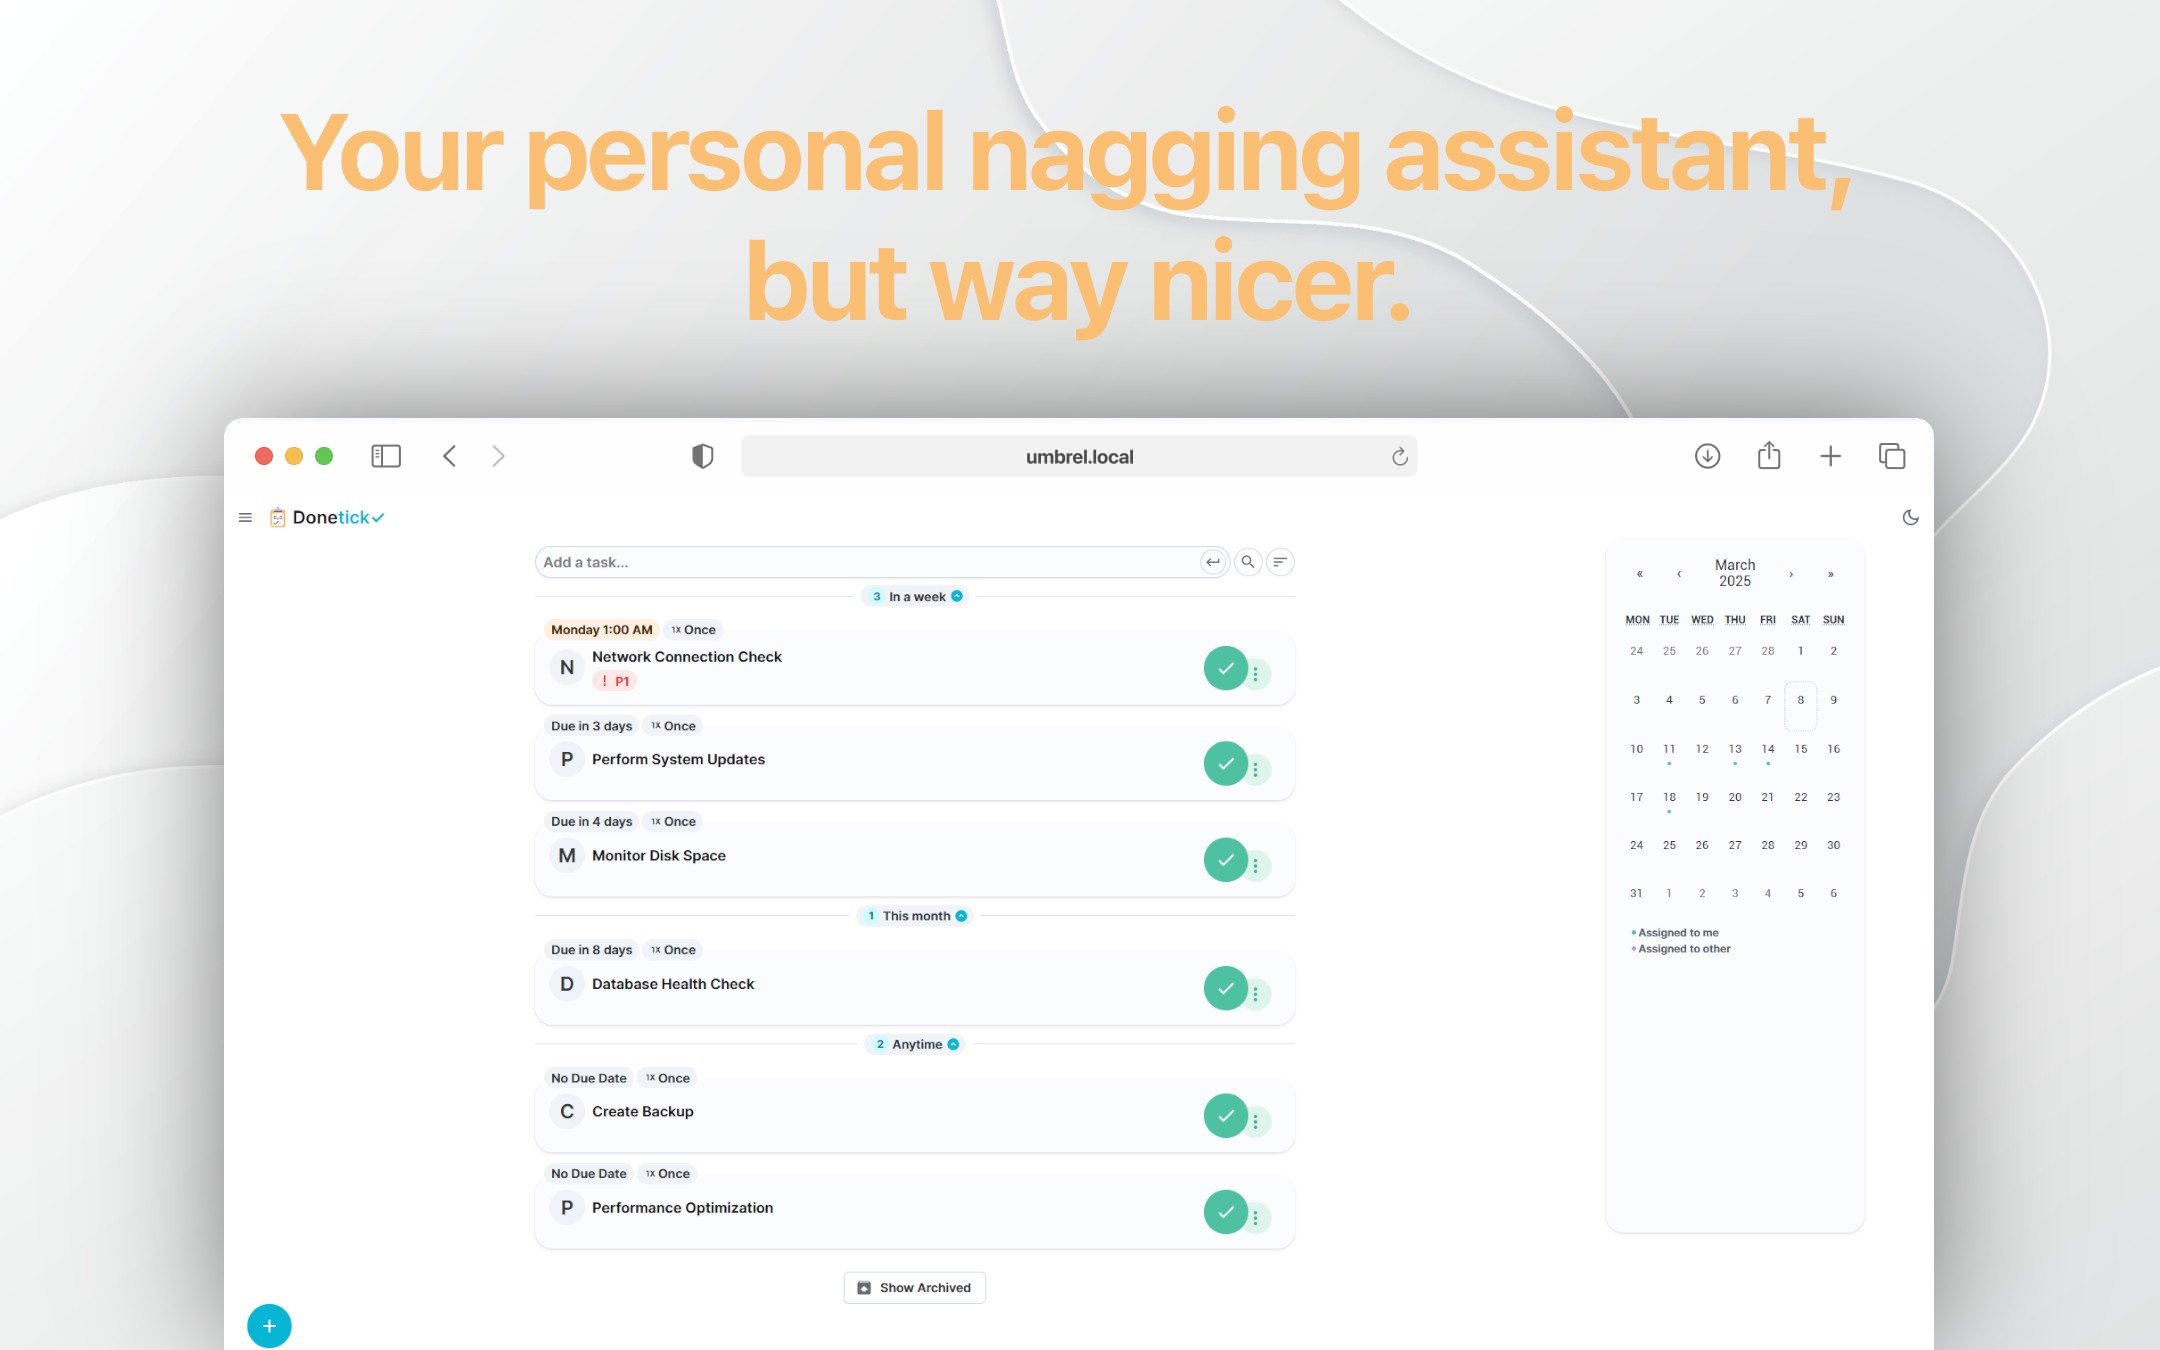 Your personal nagging assistant,
but way nicer.
umbrel.local
Donetick
Add a task...
3 In a week
Monday 1:00 AM 1X Once
N Network Connection Check
! P1
Due in 3 days 1X Once
P Perform System Updates
Due in 4 days 1X Once
M Monitor Disk Space
1 This month
Due in 8 days 1X Once
D Database Health Check
2 Anytime
No Due Date 1X Once
C Create Backup
No Due Date 1X Once
P Performance Optimization
Show Archived
« ‹ March › »
2025
MON TUE WED THU FRI SAT SUN
24 25 26 27 28 1 2
3 4 5 6 7 8 9
10 11 12 13 14 15 16
17 18 19 20 21 22 23
24 25 26 27 28 29 30
31 1 2 3 4 5 6
Assigned to me
Assigned to other